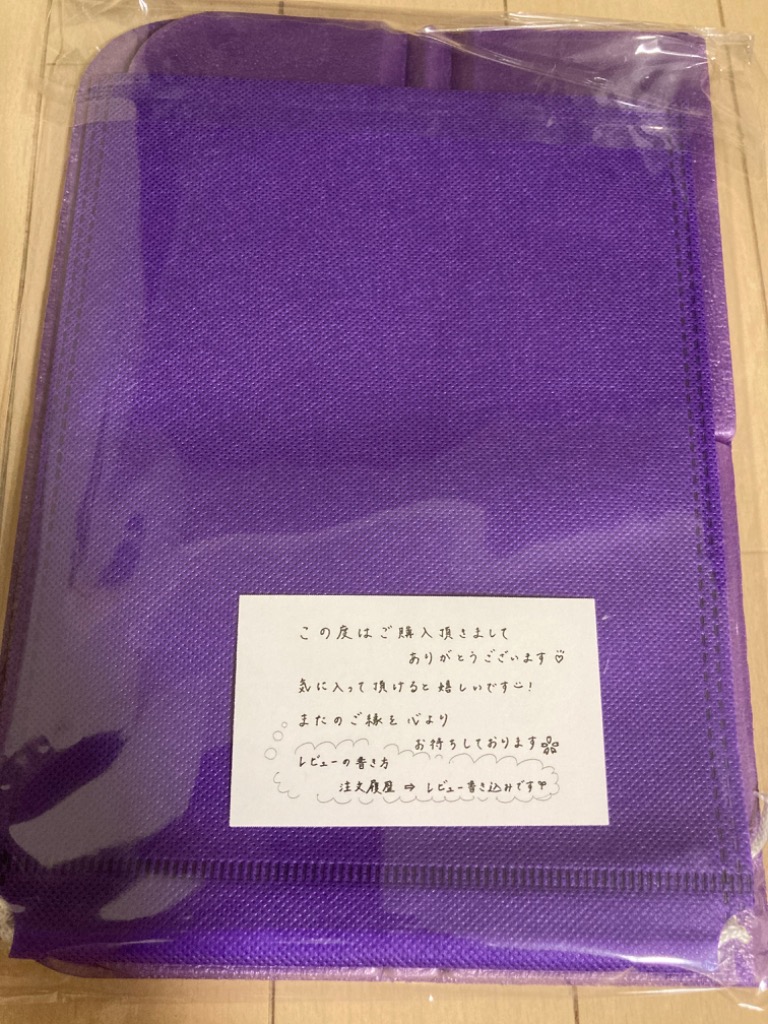 この度はご購入頂きまして
ありがとうございます♡
気に入って頂けると嬉しいです!
またのご縁を心より
お待ちしております
レビューの書き方
注文履歴 ⇨ レビュー書き込みです